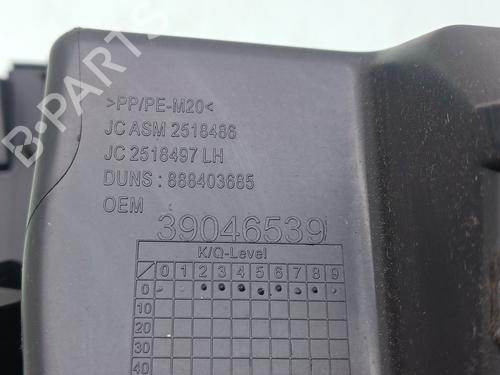 B-PARTS
>PP/PE-M20<
JC ASM 2518486
JC 2518497 LH
DUNS : 888403685
OEM
39046539
K/Q-Level
0 1 2 3 4 5 6 7 8 9
0
10
20
30
40